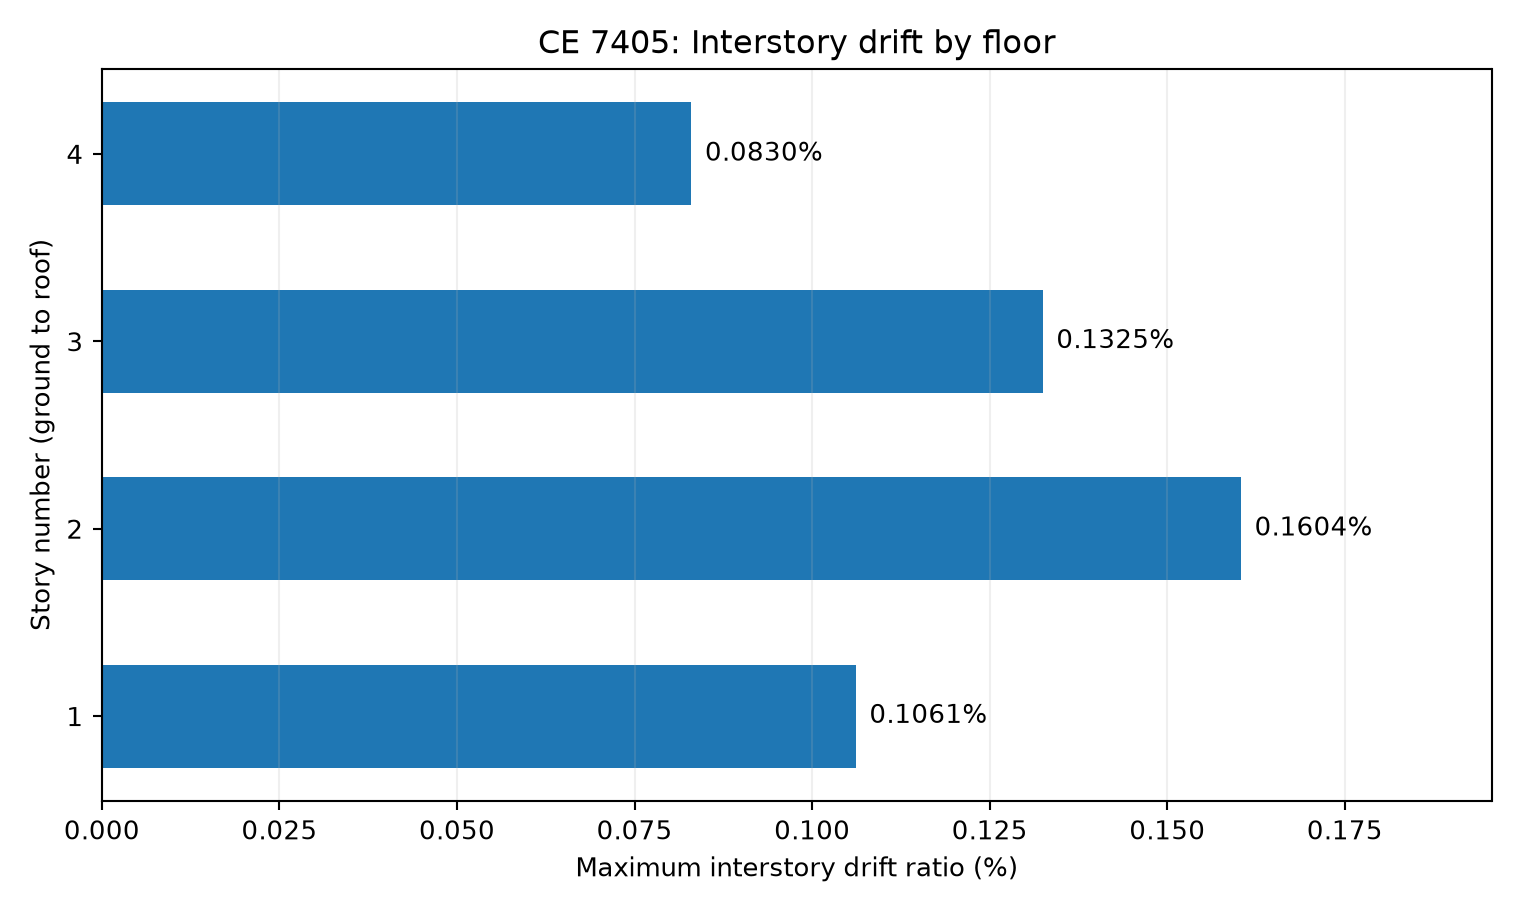 CE 7405: Interstory drift by floor
Story number (ground to roof)
4
0.0830%
3
0.1325%
2
0.1604%
1
0.1061%
0.000 0.025 0.050 0.075 0.100 0.125 0.150 0.175
Maximum interstory drift ratio (%)